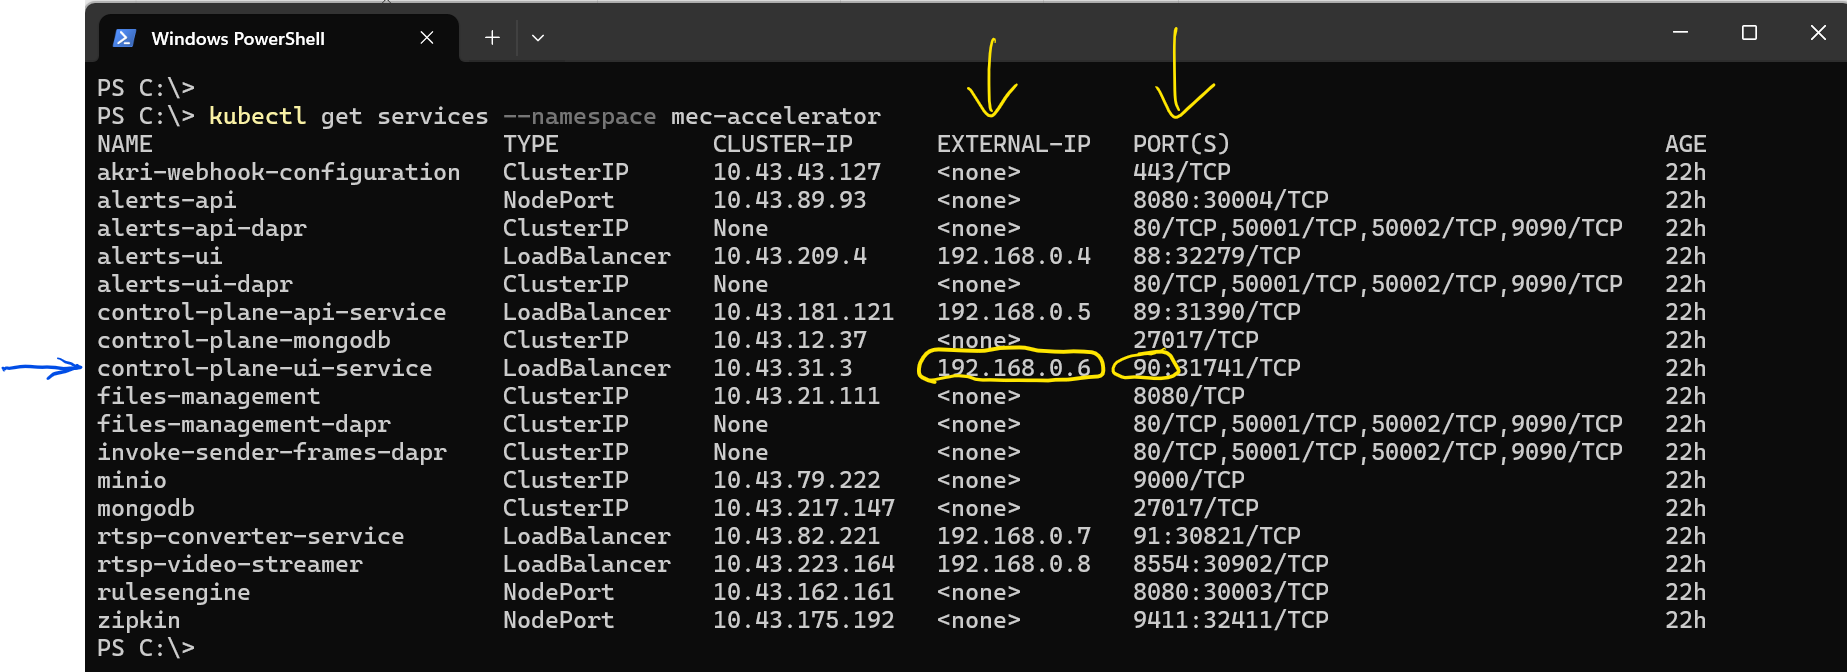 Windows PowerShell
PS C:\>
PS C:\> kubectl get services --namespace mec-accelerator
NAME TYPE CLUSTER-IP EXTERNAL-IP PORT(S) AGE
akri-webhook-configuration ClusterIP 10.43.43.127 <none> 443/TCP 22h
alerts-api NodePort 10.43.89.93 <none> 8080:30004/TCP 22h
alerts-api-dapr ClusterIP None <none> 80/TCP,50001/TCP,50002/TCP,9090/TCP 22h
alerts-ui LoadBalancer 10.43.209.4 192.168.0.4 88:32279/TCP 22h
alerts-ui-dapr ClusterIP None <none> 80/TCP,50001/TCP,50002/TCP,9090/TCP 22h
control-plane-api-service LoadBalancer 10.43.181.121 192.168.0.5 89:31390/TCP 22h
control-plane-mongodb ClusterIP 10.43.12.37 <none> 27017/TCP 22h
control-plane-ui-service LoadBalancer 10.43.31.3 192.168.0.6 90:31741/TCP 22h
files-management ClusterIP 10.43.21.111 <none> 8080/TCP 22h
files-management-dapr ClusterIP None <none> 80/TCP,50001/TCP,50002/TCP,9090/TCP 22h
invoke-sender-frames-dapr ClusterIP None <none> 80/TCP,50001/TCP,50002/TCP,9090/TCP 22h
minio ClusterIP 10.43.79.222 <none> 9000/TCP 22h
mongodb ClusterIP 10.43.217.147 <none> 27017/TCP 22h
rtsp-converter-service LoadBalancer 10.43.82.221 192.168.0.7 91:30821/TCP 22h
rtsp-video-streamer LoadBalancer 10.43.223.164 192.168.0.8 8554:30902/TCP 22h
rulesengine NodePort 10.43.162.161 <none> 8080:30003/TCP 22h
zipkin NodePort 10.43.175.192 <none> 9411:32411/TCP 22h
PS C:\>